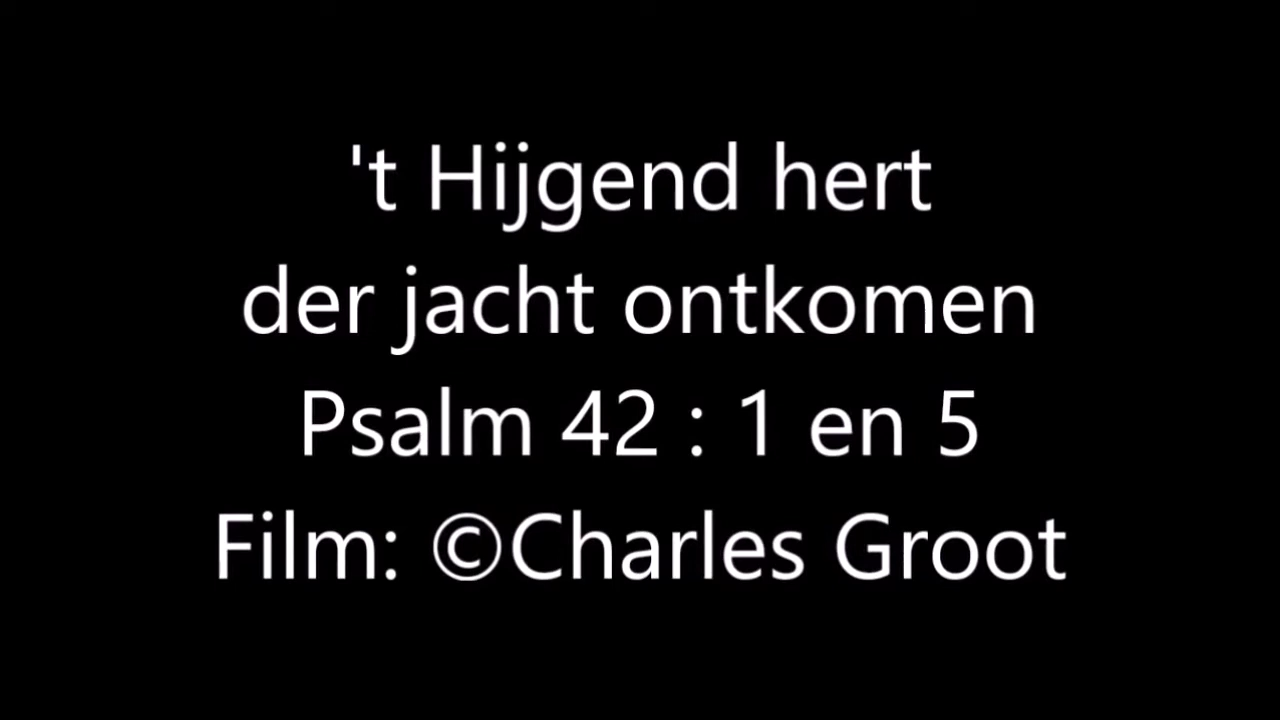 't Hijgend hert
der jacht ontkomen
Psalm 42 : 1 en 5
Film: ©Charles Groot